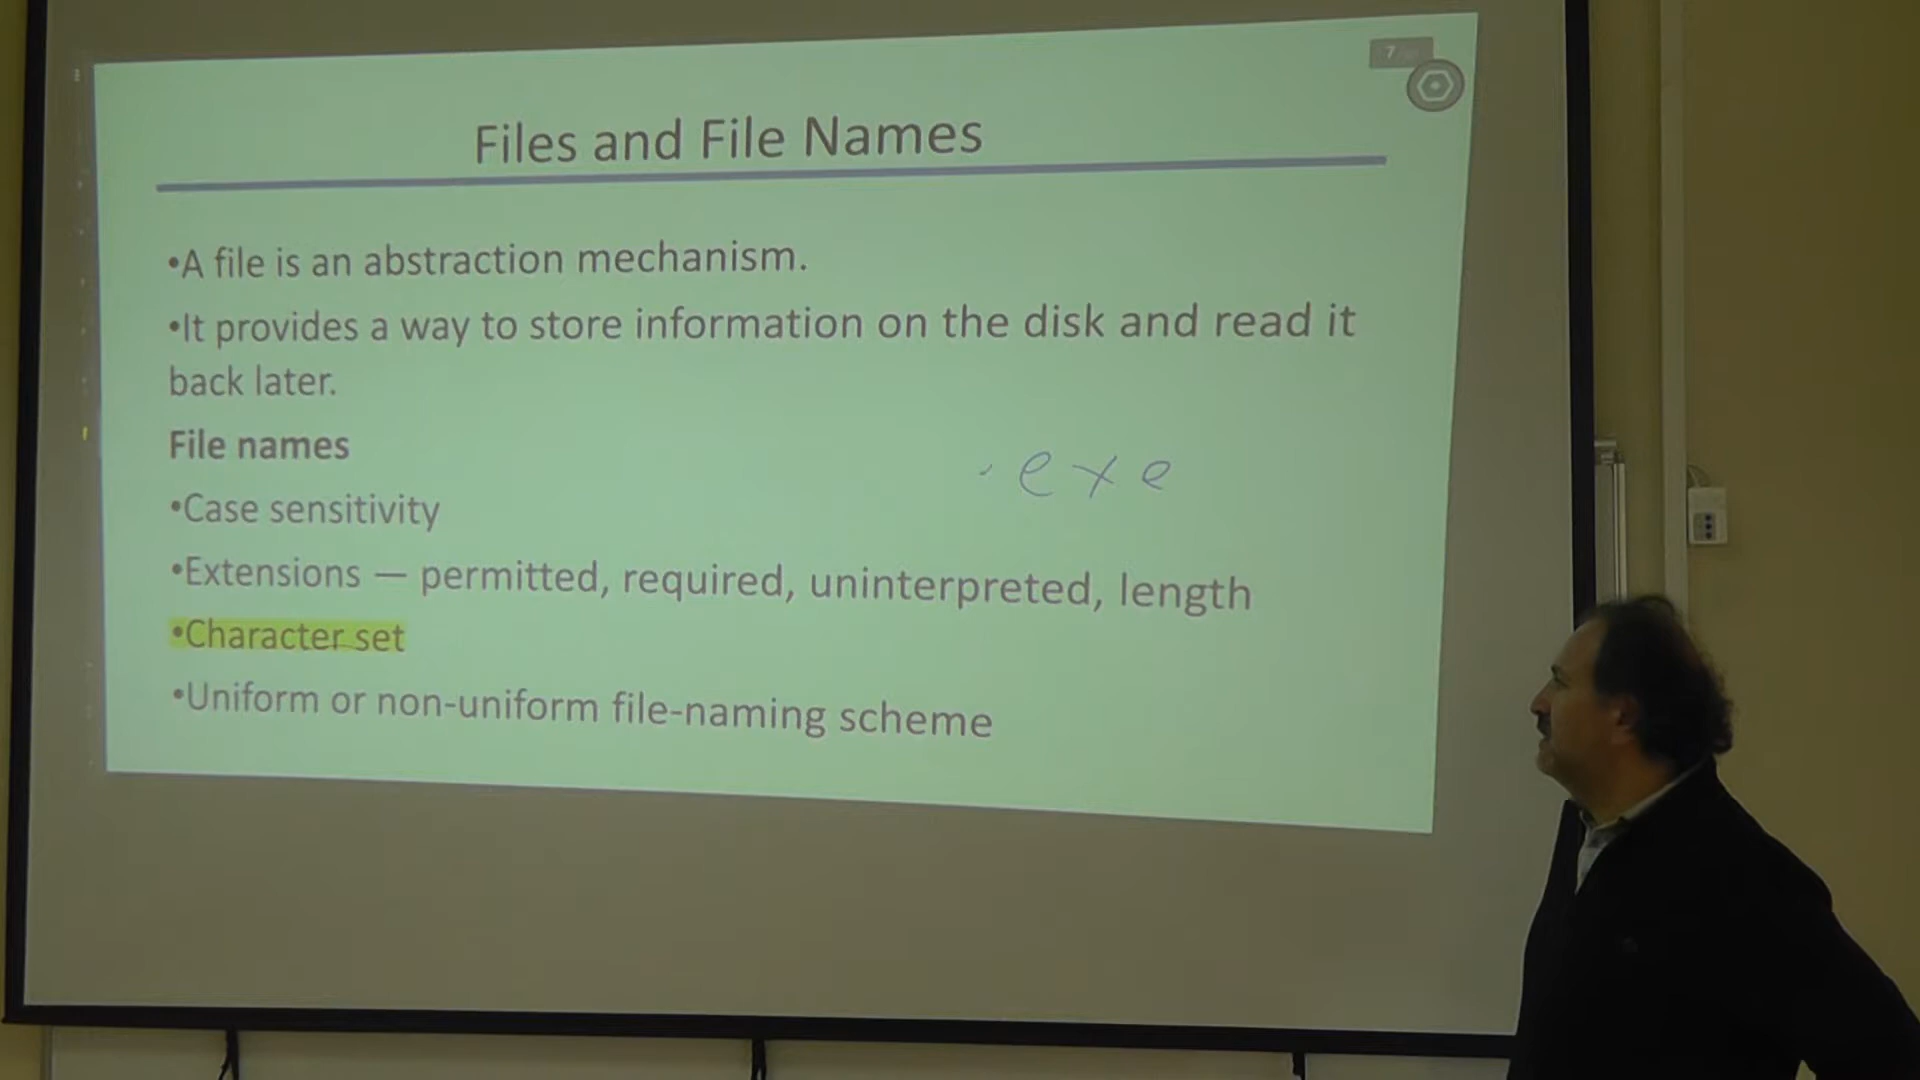 7
Files and File Names
•A file is an abstraction mechanism.
•It provides a way to store information on the disk and read it
back later.
File names
.exe
•Case sensitivity
•Extensions — permitted, required, uninterpreted, length
•Character set
•Uniform or non-uniform file-naming scheme